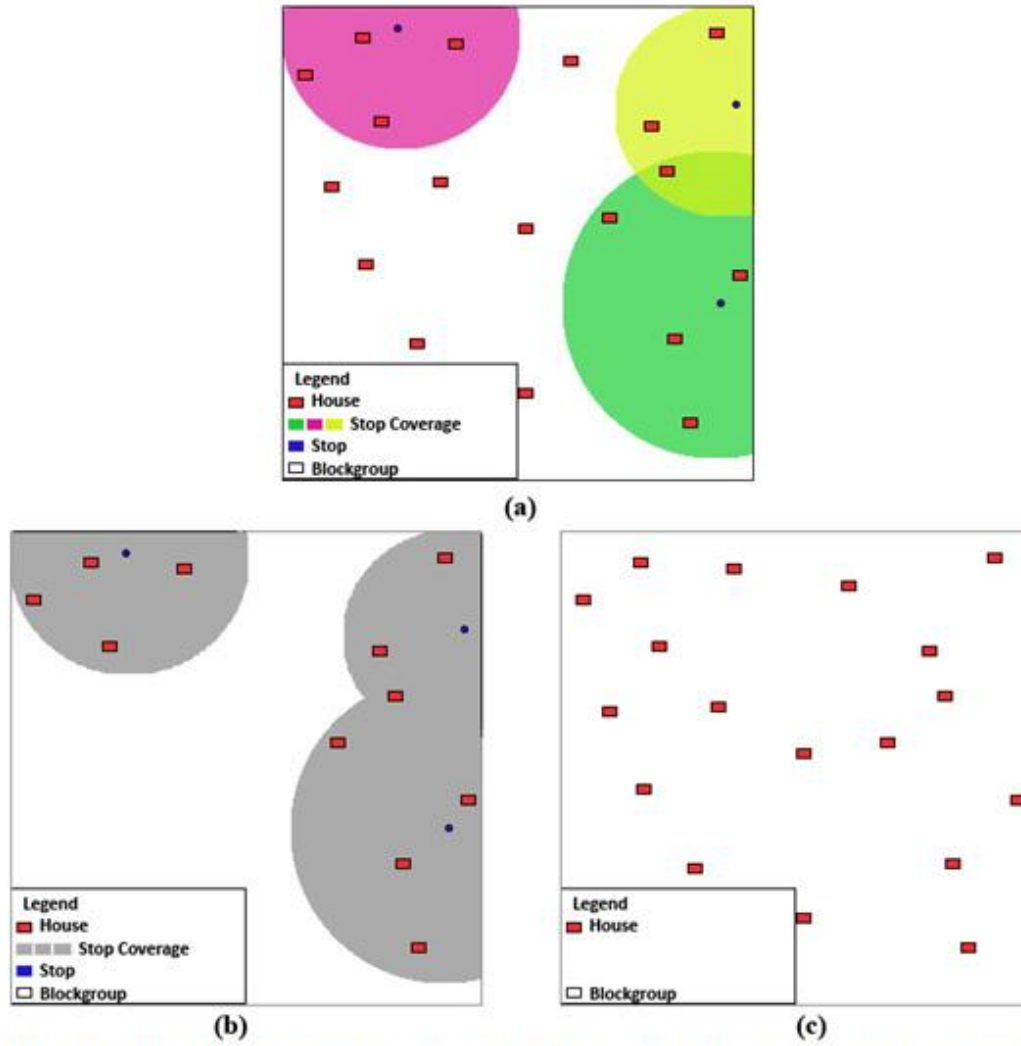 Legend
House
Stop Coverage
Stop
Blockgroup
(a)
Legend
House
Stop Coverage
Stop
Blockgroup
(b)
Legend
House
Blockgroup
(c)